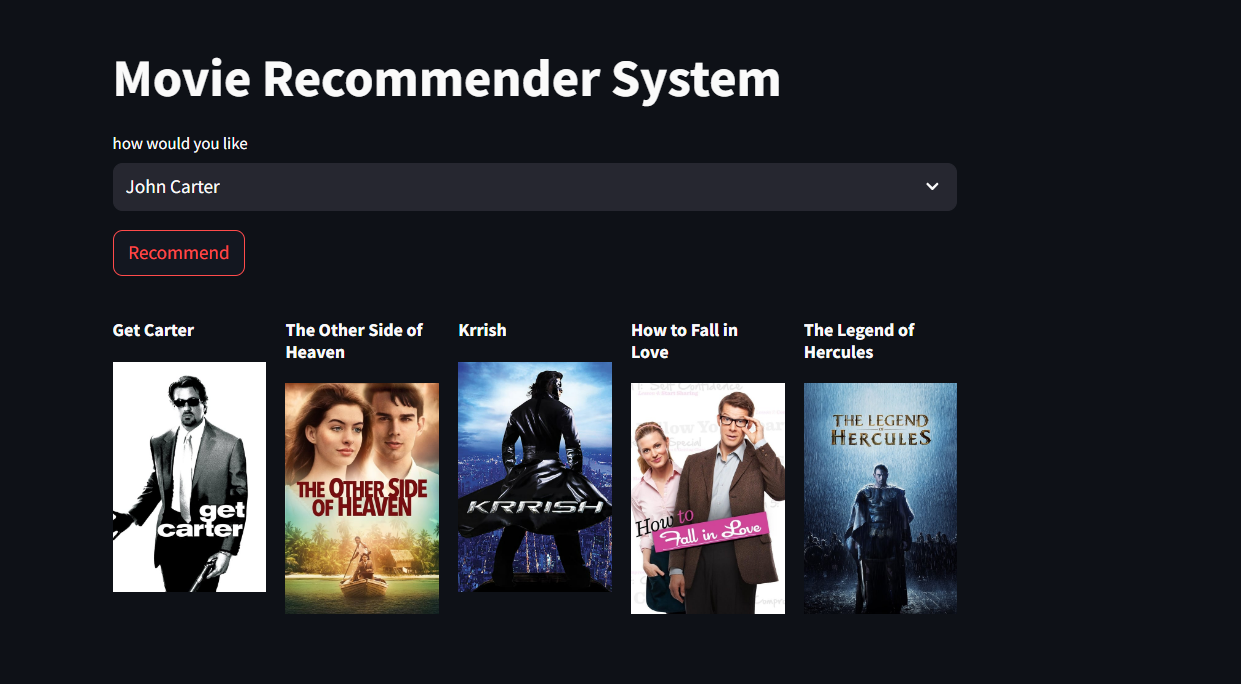 Movie Recommender System
how would you like
John Carter
Recommend
Get Carter
The Other Side of
Heaven
Krrish
How to Fall in
Love
The Legend of
Hercules
get
carter
THE OTHER SIDE
OF HEAVEN
KRRISH
Self Confidence
How to
Fall in Love
THE LEGEND
OF
HERCULES